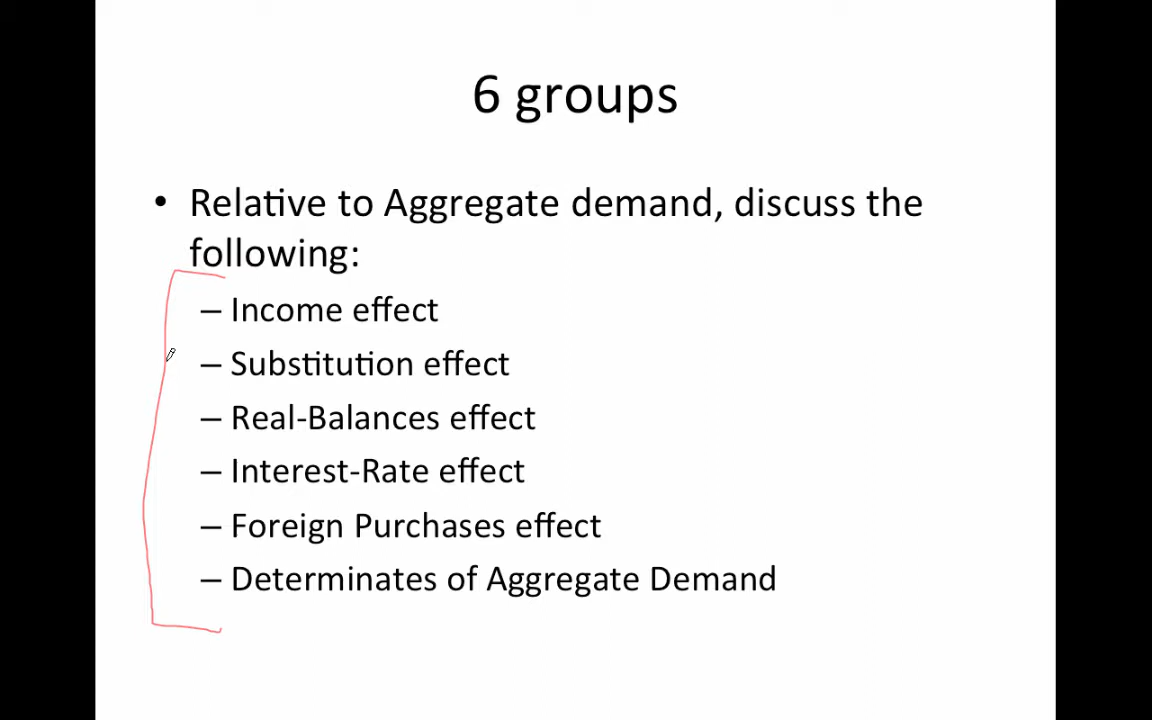 6 groups
• Relative to Aggregate demand, discuss the
following:
– Income effect
– Substitution effect
– Real-Balances effect
– Interest-Rate effect
– Foreign Purchases effect
– Determinates of Aggregate Demand